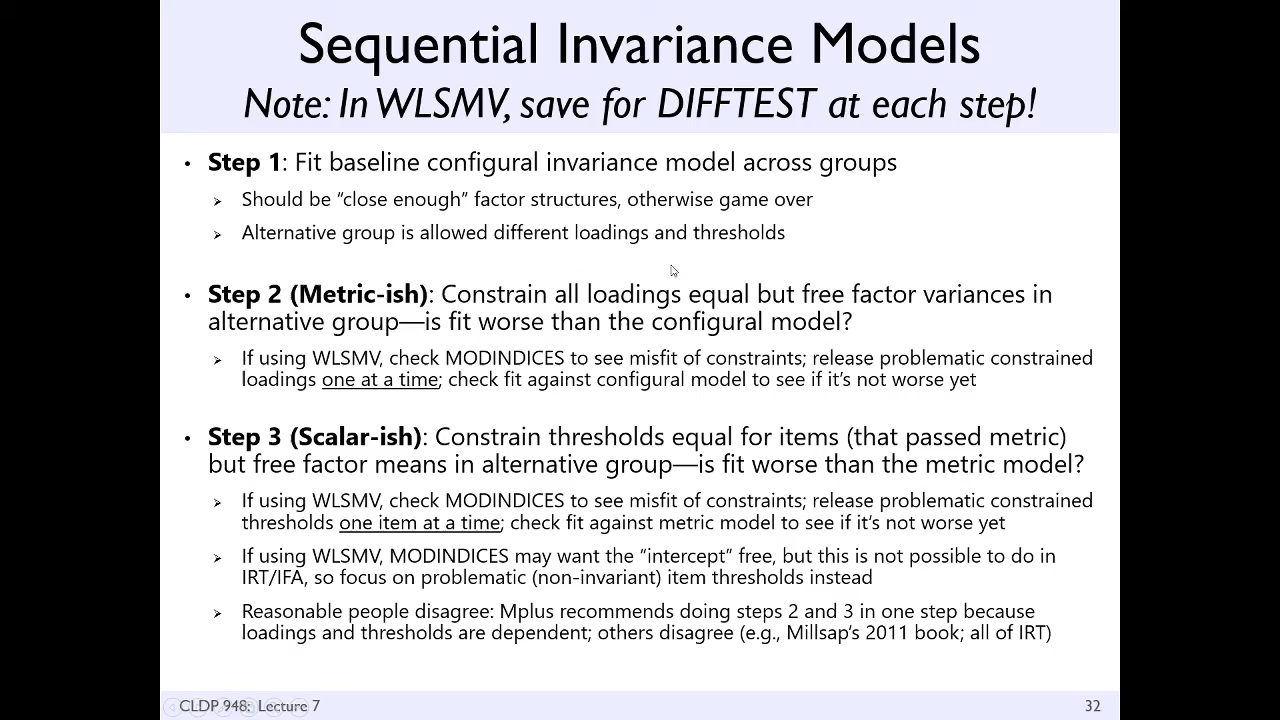 Sequential Invariance Models
Note: In WLSMV, save for DIFFTEST at each step!
• Step 1: Fit baseline configural invariance model across groups
➢ Should be “close enough” factor structures, otherwise game over
➢ Alternative group is allowed different loadings and thresholds
• Step 2 (Metric-ish): Constrain all loadings equal but free factor variances in
alternative group—is fit worse than the configural model?
➢ If using WLSMV, check MODINDICES to see misfit of constraints; release problematic constrained
loadings one at a time; check fit against configural model to see if it’s not worse yet
• Step 3 (Scalar-ish): Constrain thresholds equal for items (that passed metric)
but free factor means in alternative group—is fit worse than the metric model?
➢ If using WLSMV, check MODINDICES to see misfit of constraints; release problematic constrained
thresholds one item at a time; check fit against metric model to see if it’s not worse yet
➢ If using WLSMV, MODINDICES may want the “intercept” free, but this is not possible to do in
IRT/IFA, so focus on problematic (non-invariant) item thresholds instead
➢ Reasonable people disagree: Mplus recommends doing steps 2 and 3 in one step because
loadings and thresholds are dependent; others disagree (e.g., Millsap’s 2011 book; all of IRT)
CLDP 948: Lecture 7
32